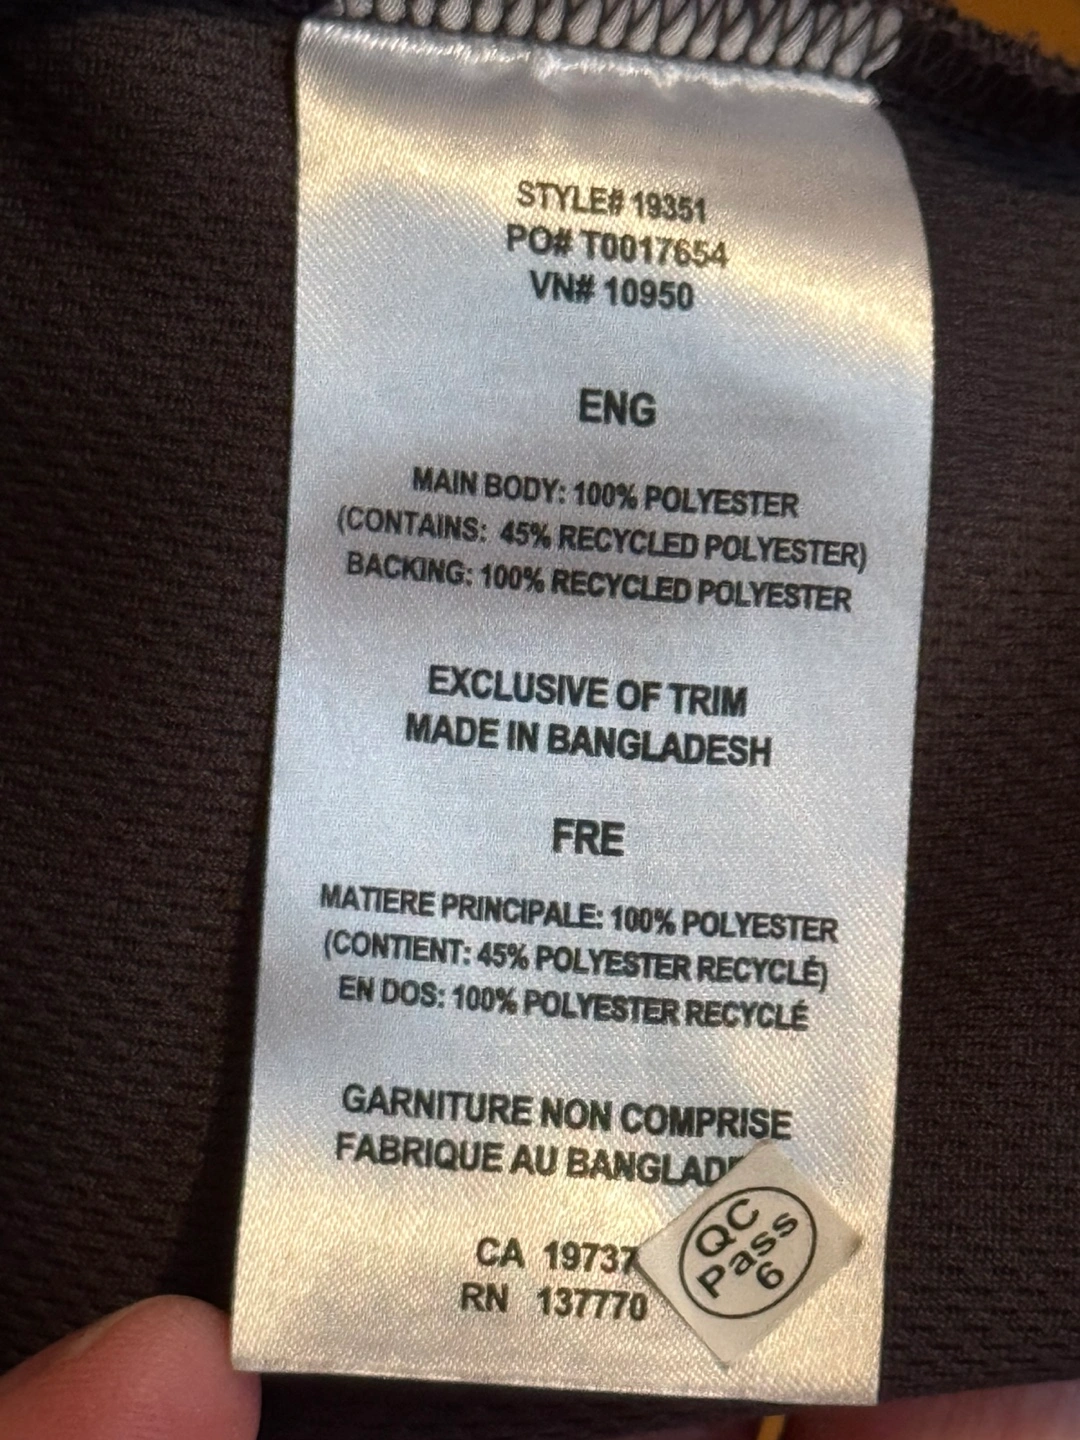 STYLE# 19351
PO# T0017654
VN# 10950
ENG
MAIN BODY: 100% POLYESTER
(CONTAINS: 45% RECYCLED POLYESTER)
BACKING: 100% RECYCLED POLYESTER
EXCLUSIVE OF TRIM
MADE IN BANGLADESH
FRE
MATIERE PRINCIPALE: 100% POLYESTER
(CONTIENT: 45% POLYESTER RECYCLÉ)
EN DOS: 100% POLYESTER RECYCLÉ
GARNITURE NON COMPRISE
FABRIQUE AU
CA 19737
RN 137770
QC
Pass
6